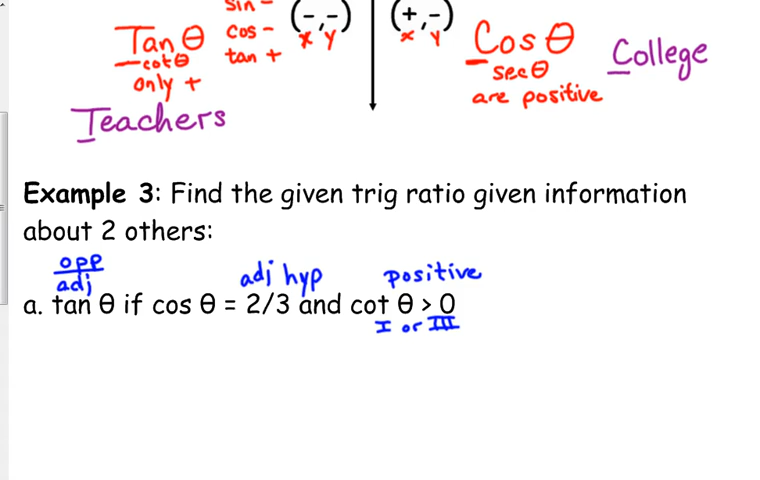 sin -
(-,-)
(+,-)
Tan θ
cos -
x y
x y
Cos θ
College
cot θ
tan +
sec θ
only +
are positive
Teachers
Example 3: Find the given trig ratio given information
about 2 others:
opp
adj
adj hyp
positive
a. tan θ if cos θ = 2/3 and cot θ > 0
I or III